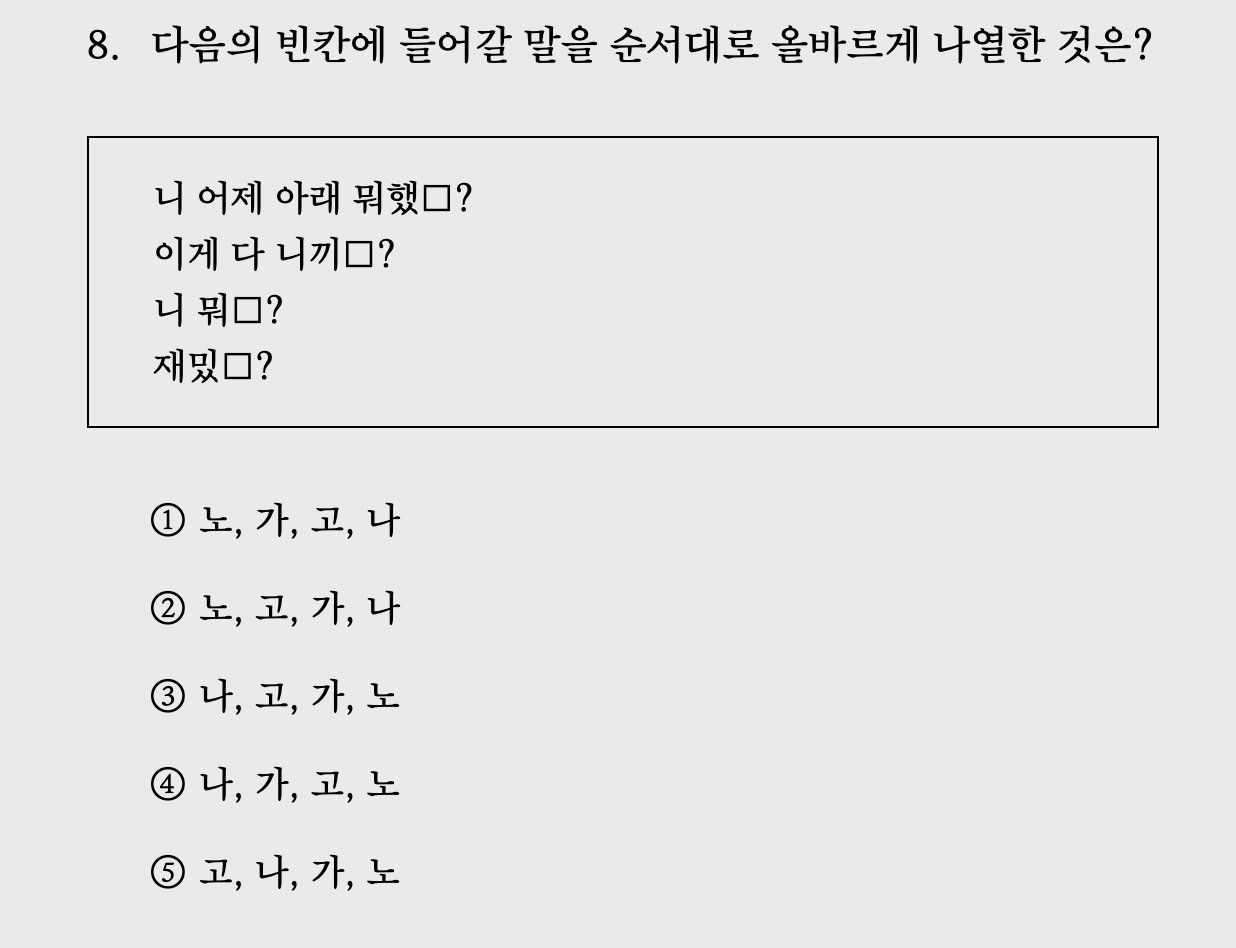 8. 다음의 빈칸에 들어갈 말을 순서대로 올바르게 나열한 것은?
니 어제 아래 뭐했□?
이게 다 니끼□?
니 뭐□?
재밌□?
① 노, 가, 고, 나
② 노, 고, 가, 나
③ 나, 고, 가, 노
④ 나, 가, 고, 노
⑤ 고, 나, 가, 노